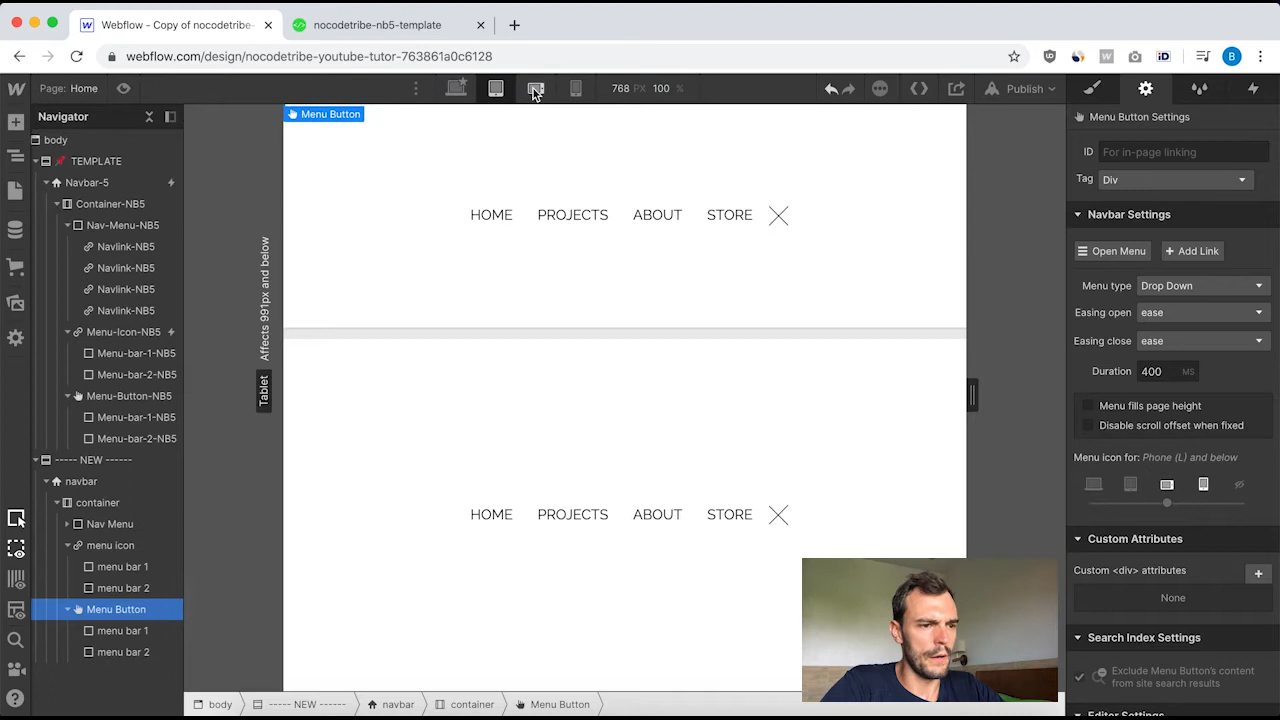 Webflow - Copy of nocodetribe-
nocodetribe-nb5-template
webflow.com/design/nocodetribe-youtube-tutor-763861a0c6128
iD
B
W
Page: Home
768 PX 100 %
Publish
Navigator
body
TEMPLATE
Navbar-5
Container-NB5
Nav-Menu-NB5
Navlink-NB5
Navlink-NB5
Navlink-NB5
Navlink-NB5
Menu-Icon-NB5
Menu-bar-1-NB5
Menu-bar-2-NB5
Menu-Button-NB5
Menu-bar-1-NB5
Menu-bar-2-NB5
----- NEW ------
navbar
container
Nav Menu
menu icon
menu bar 1
menu bar 2
Menu Button
menu bar 1
menu bar 2
Menu Button
HOME PROJECTS ABOUT STORE
Tablet Affects 991px and below
HOME PROJECTS ABOUT STORE
body ----- NEW ------ navbar container Menu Button
Menu Button Settings
ID For in-page linking
Tag Div
Navbar Settings
Open Menu Add Link
Menu type Drop Down
Easing open ease
Easing close ease
Duration 400 MS
Menu fills page height
Disable scroll offset when fixed
Menu icon for: Phone (L) and below
Custom Attributes
Custom <div> attributes
None
Search Index Settings
Exclude Menu Button's content
from site search results
Editor Settings